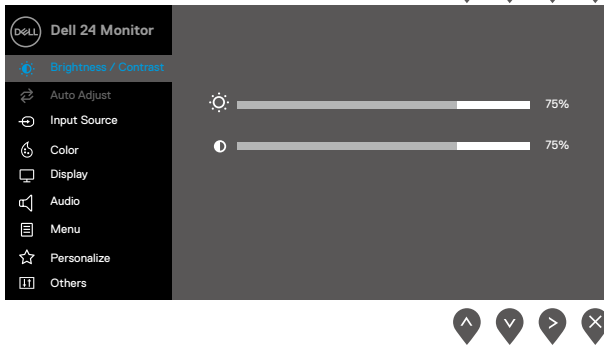 DELL Dell 24 Monitor
Brightness / Contrast
Auto Adjust
75%
Input Source
Color
75%
Display
Audio
Menu
Personalize
Others